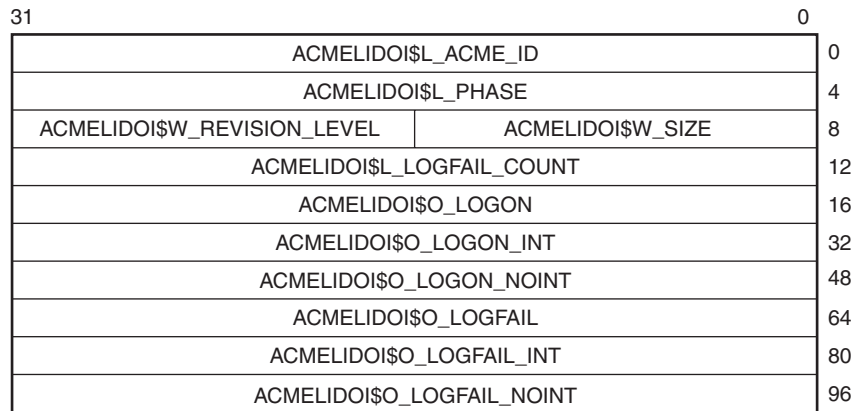 31 0
ACMELIDOI$L_ACME_ID 0
ACMELIDOI$L_PHASE 4
ACMELIDOI$W_REVISION_LEVEL ACMELIDOI$W_SIZE 8
ACMELIDOI$L_LOGFAIL_COUNT 12
ACMELIDOI$O_LOGON 16
ACMELIDOI$O_LOGON_INT 32
ACMELIDOI$O_LOGON_NOINT 48
ACMELIDOI$O_LOGFAIL 64
ACMELIDOI$O_LOGFAIL_INT 80
ACMELIDOI$O_LOGFAIL_NOINT 96